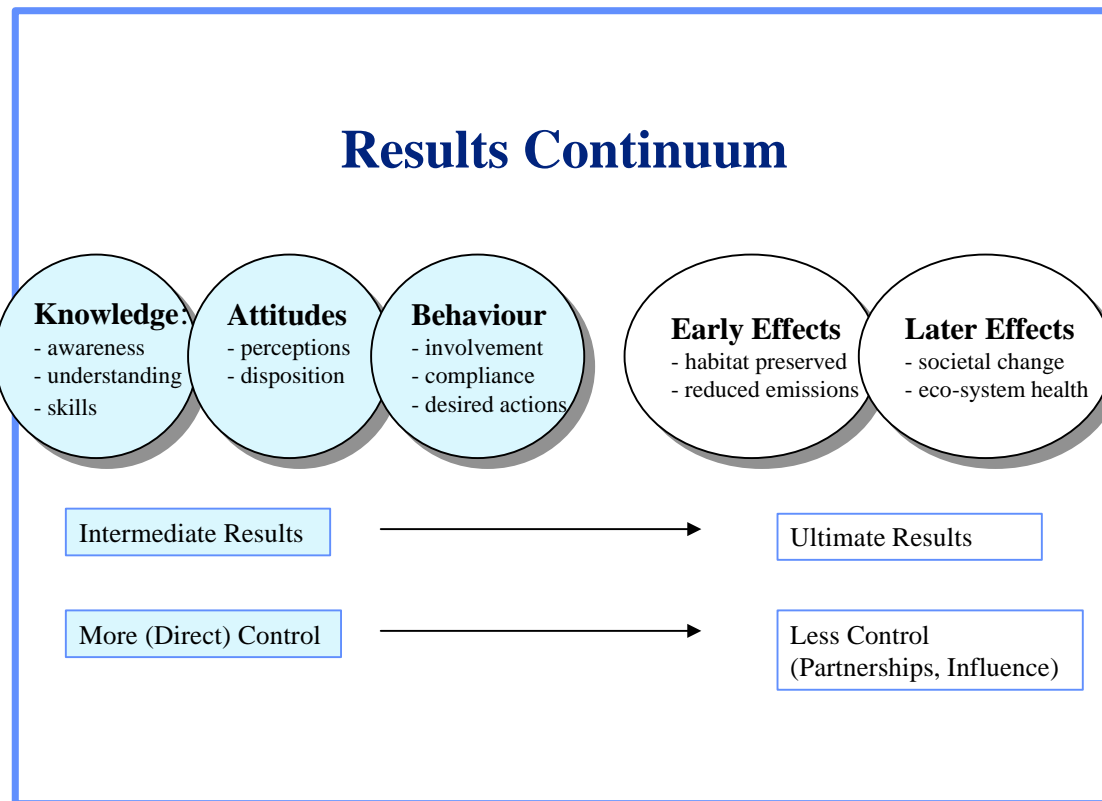 Results Continuum
Knowledge:
- awareness
- understanding
- skills
Attitudes
- perceptions
- disposition
Behaviour
- involvement
- compliance
- desired actions
Early Effects
- habitat preserved
- reduced emissions
Later Effects
- societal change
- eco-system health
Intermediate Results
Ultimate Results
More (Direct) Control
Less Control
(Partnerships, Influence)